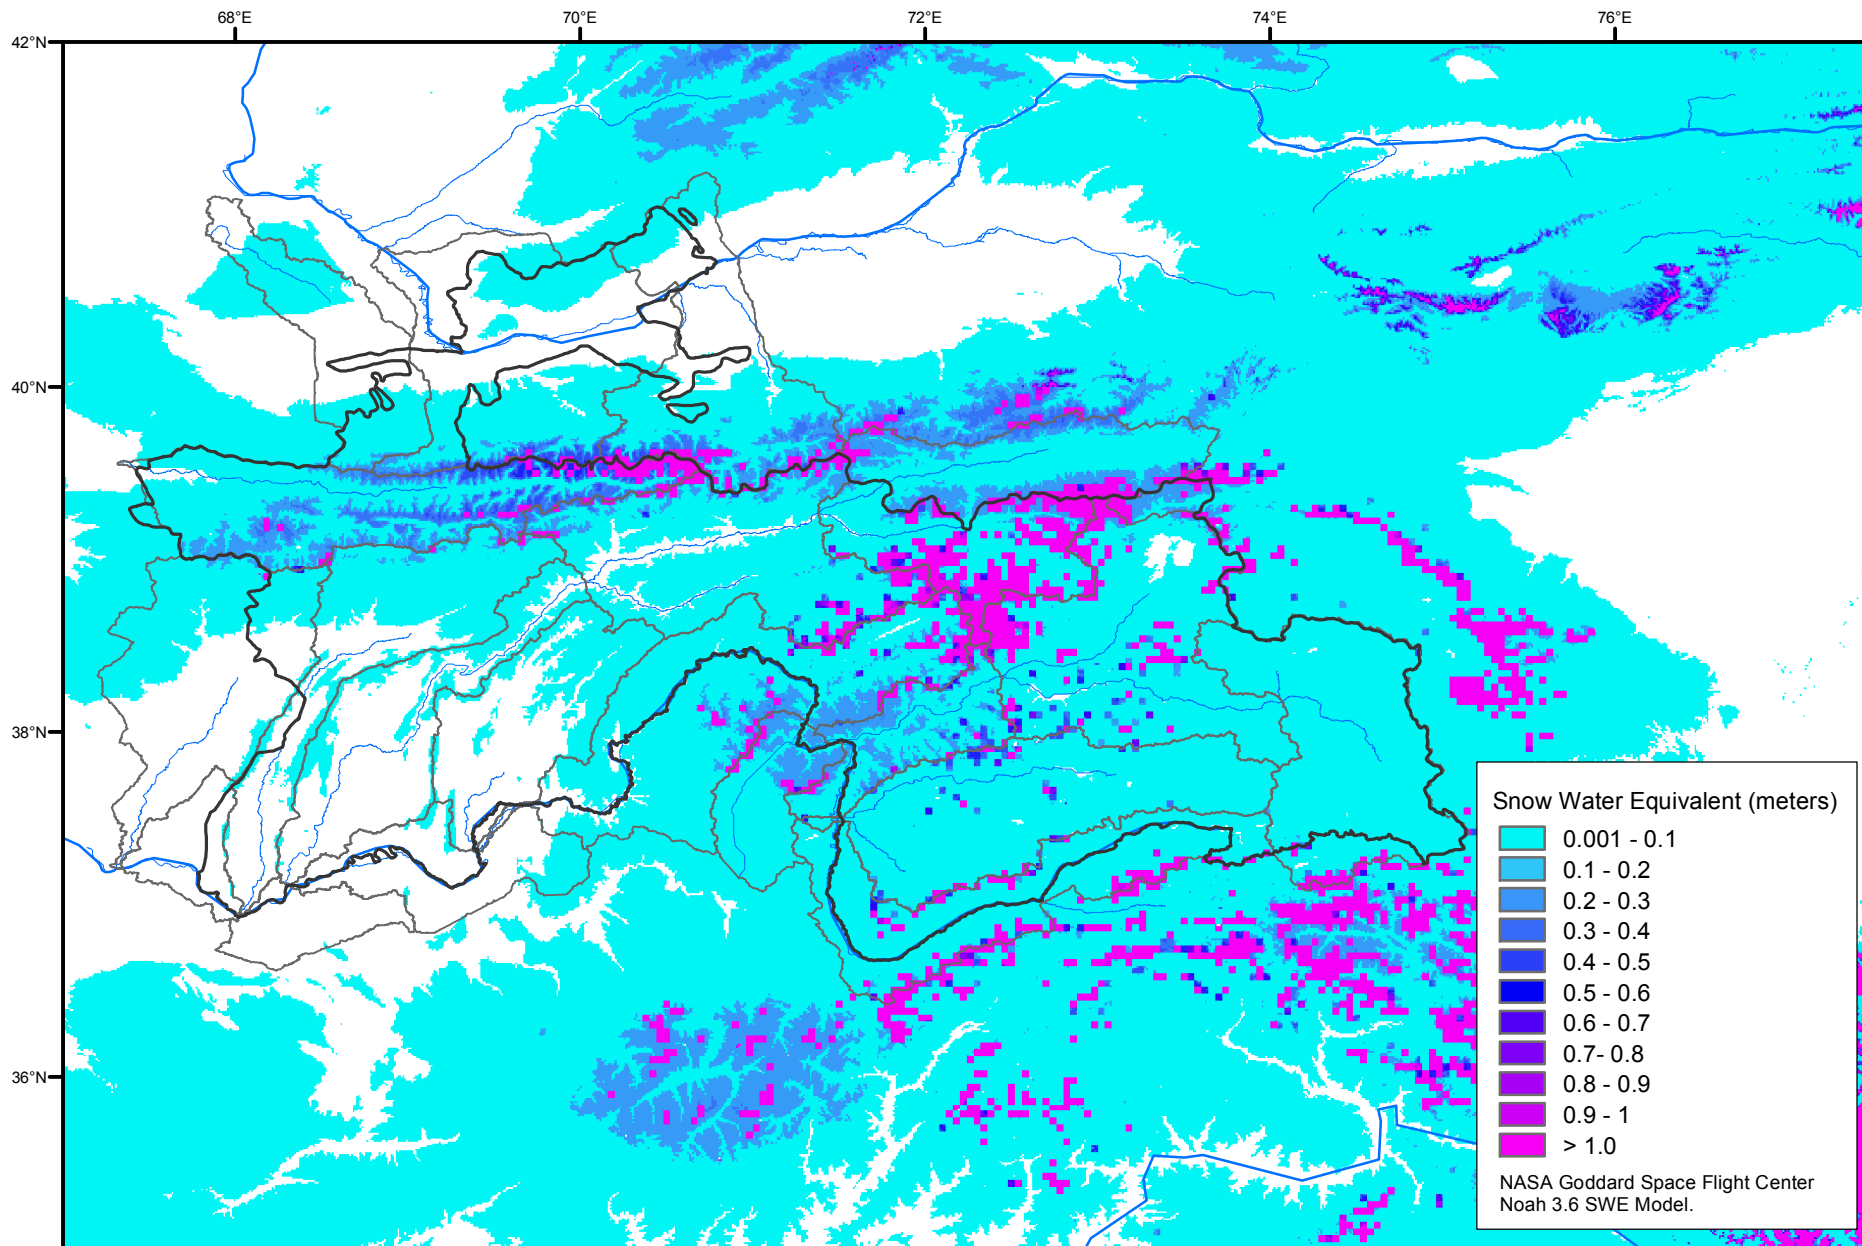 68°E
70°E
72°E
74°E
76°E
42°N
40°N
38°N
36°N
Snow Water Equivalent (meters)
0.001 - 0.1
0.1 - 0.2
0.2 - 0.3
0.3 - 0.4
0.4 - 0.5
0.5 - 0.6
0.6 - 0.7
0.7- 0.8
0.8 - 0.9
0.9 - 1
> 1.0
NASA Goddard Space Flight Center
Noah 3.6 SWE Model.